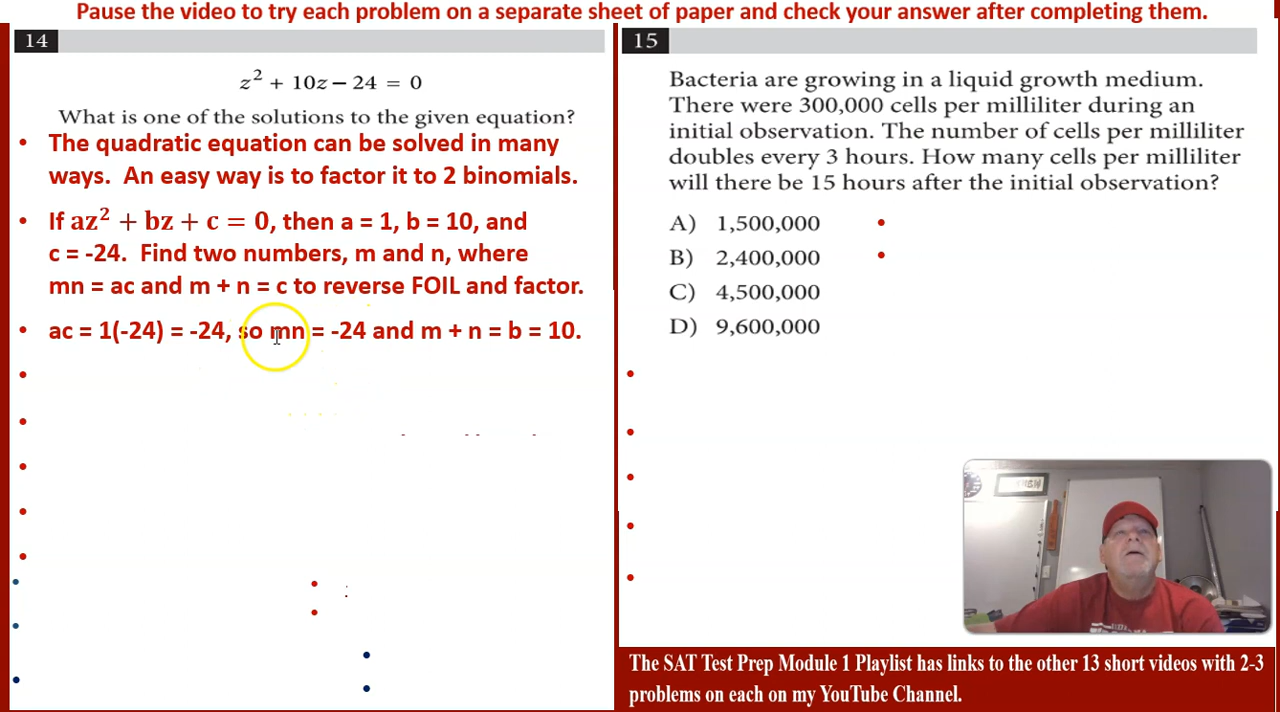 Pause the video to try each problem on a separate sheet of paper and check your answer after completing them.
14
z² + 10z – 24 = 0
What is one of the solutions to the given equation?
• The quadratic equation can be solved in many
ways. An easy way is to factor it to 2 binomials.
• If az² + bz + c = 0, then a = 1, b = 10, and
c = -24. Find two numbers, m and n, where
mn = ac and m + n = c to reverse FOIL and factor.
• ac = 1(-24) = -24, so mn = -24 and m + n = b = 10.
15
Bacteria are growing in a liquid growth medium.
There were 300,000 cells per milliliter during an
initial observation. The number of cells per milliliter
doubles every 3 hours. How many cells per milliliter
will there be 15 hours after the initial observation?
A) 1,500,000
B) 2,400,000
C) 4,500,000
D) 9,600,000
The SAT Test Prep Module 1 Playlist has links to the other 13 short videos with 2-3
problems on each on my YouTube Channel.